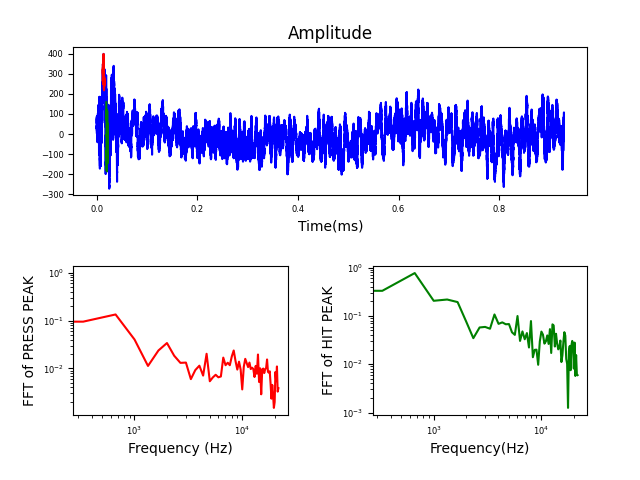 Amplitude
400
300
200
100
0
−100
−200
−300
0.0 0.2 0.4 0.6 0.8
Time(ms)
FFT of PRESS PEAK
10⁰
10⁻¹
10⁻²
10³ 10⁴
Frequency (Hz)
FFT of HIT PEAK
10⁰
10⁻¹
10⁻²
10⁻³
10³ 10⁴
Frequency(Hz)